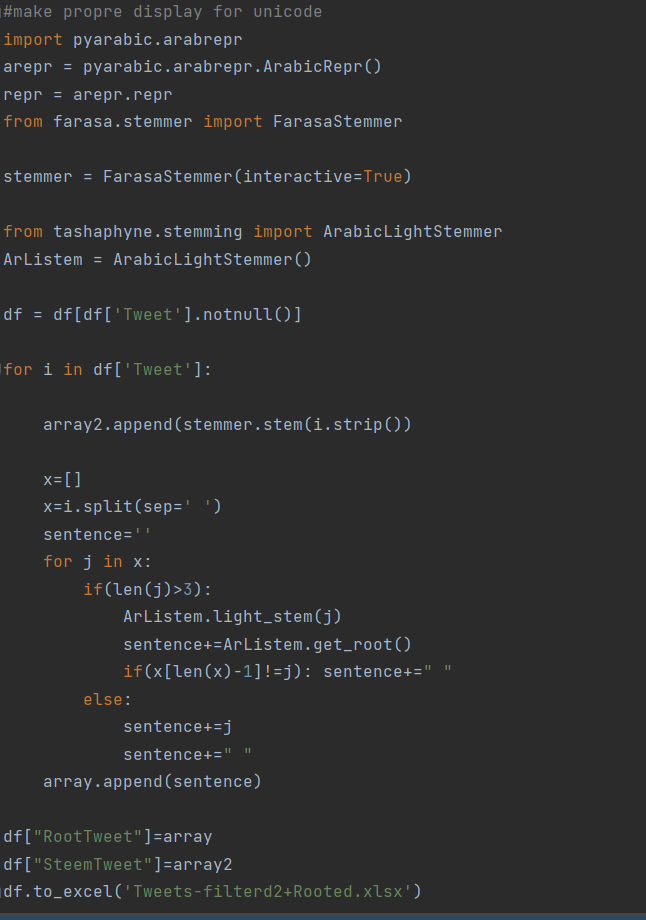 #make propre display for unicode
import pyarabic.arabrepr
arepr = pyarabic.arabrepr.ArabicRepr()
repr = arepr.repr
from farasa.stemmer import FarasaStemmer
stemmer = FarasaStemmer(interactive=True)
from tashaphyne.stemming import ArabicLightStemmer
ArListem = ArabicLightStemmer()
df = df[df['Tweet'].notnull()]
for i in df['Tweet']:
array2.append(stemmer.stem(i.strip())
x=[]
x=i.split(sep=' ')
sentence=''
for j in x:
if(len(j)>3):
ArListem.light_stem(j)
sentence+=ArListem.get_root()
if(x[len(x)-1]!=j): sentence+=" "
else:
sentence+=j
sentence+=" "
array.append(sentence)
df["RootTweet"]=array
df["SteemTweet"]=array2
df.to_excel('Tweets-filterd2+Rooted.xlsx')